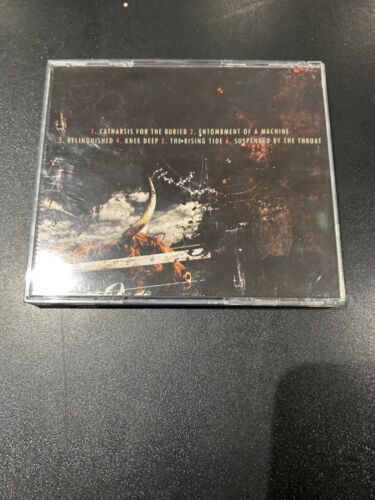 1. CATHARSIS FOR THE BURIED 2. ENTOMBMENT OF A MACHINE
3. RELINQUISHED 4. KNEE DEEP 5. THE RISING TIDE 6. SUSPENDED BY THE THROAT